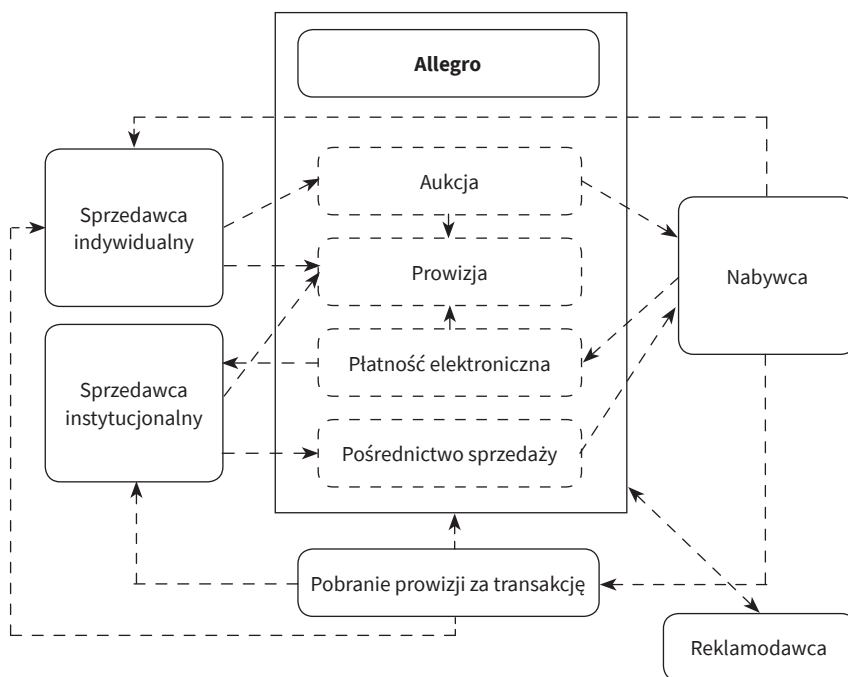 Allegro
Aukcja
Sprzedawca
indywidualny
Prowizja
Nabywca
Płatność elektroniczna
Sprzedawca
instytucjonalny
Pośrednictwo sprzedaży
Pobranie prowizji za transakcję
Reklamodawca